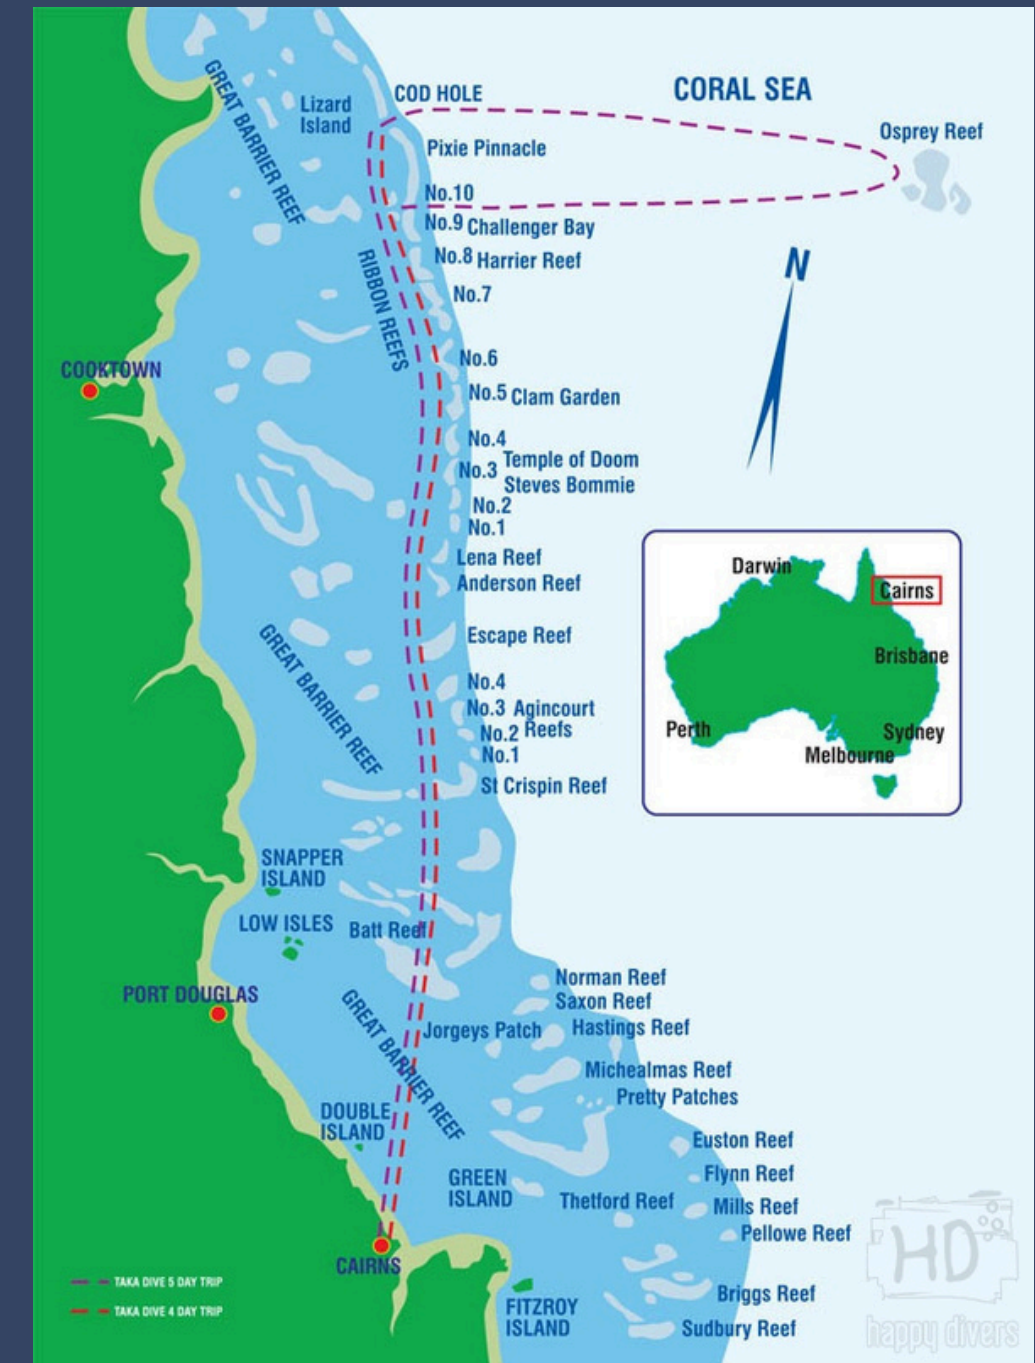 GREAT BARRIER REEF
Lizard
Island
COD HOLE
CORAL SEA
Osprey Reef
Pixie Pinnacle
No.10
No.9 Challenger Bay
No.8 Harrier Reef
RIBBON REEFS
No.7
N
COOKTOWN
No.6
No.5 Clam Garden
No.4
Temple of Doom
No.3
Steves Bommie
No.2
No.1
Lena Reef
Anderson Reef
Darwin
Cairns
Brisbane
Perth
Sydney
Melbourne
Escape Reef
GREAT BARRIER REEF
No.4
No.3 Agincourt
No.2 Reefs
No.1
St Crispin Reef
SNAPPER
ISLAND
LOW ISLES
Batt Reef
PORT DOUGLAS
Norman Reef
Saxon Reef
Jorgeys Patch
Hastings Reef
GREAT BARRIER REEF
Michealmas Reef
Pretty Patches
DOUBLE
ISLAND
Euston Reef
GREEN
ISLAND
Flynn Reef
Thetford Reef
Mills Reef
Pellowe Reef
CAIRNS
TAKA DIVE 5 DAY TRIP
TAKA DIVE 4 DAY TRIP
FITZROY
ISLAND
Briggs Reef
Sudbury Reef
HD
happy divers